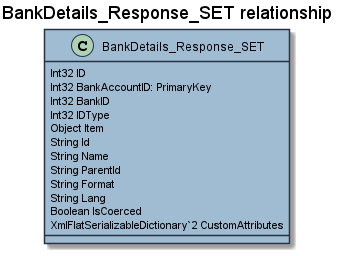 BankDetails_Response_SET relationship
C BankDetails_Response_SET
Int32 ID
Int32 BankAccountID: PrimaryKey
Int32 BankID
Int32 IDType
Object Item
String Id
String Name
String ParentId
String Format
String Lang
Boolean IsCoerced
XmlFlatSerializableDictionary`2 CustomAttributes